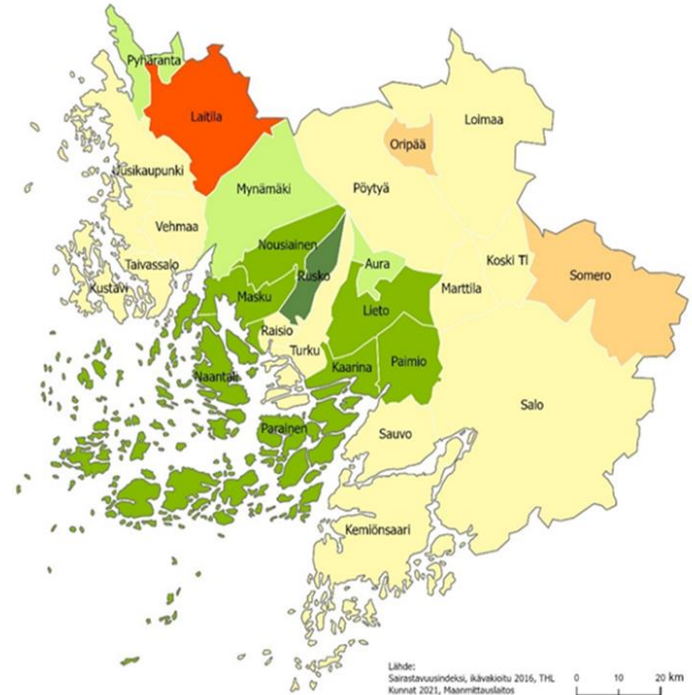 Pyhäranta
Laitila
Loimaa
Oripää
Uusikaupunki
Mynämäki
Pöytyä
Vehmaa
Nousiainen
Taivassalo
Aura
Koski Tl
Rusko
Somero
Kustavi
Masku
Marttila
Lieto
Raisio
Turku
Naantali
Kaarina
Paimio
Salo
Parainen
Sauvo
Kemiönsaari
Lähde:
Sairastavuusindeksi, ikävakioitu 2016, THL
Kunnat 2021, Maanmittauslaitos
0 10 20 km